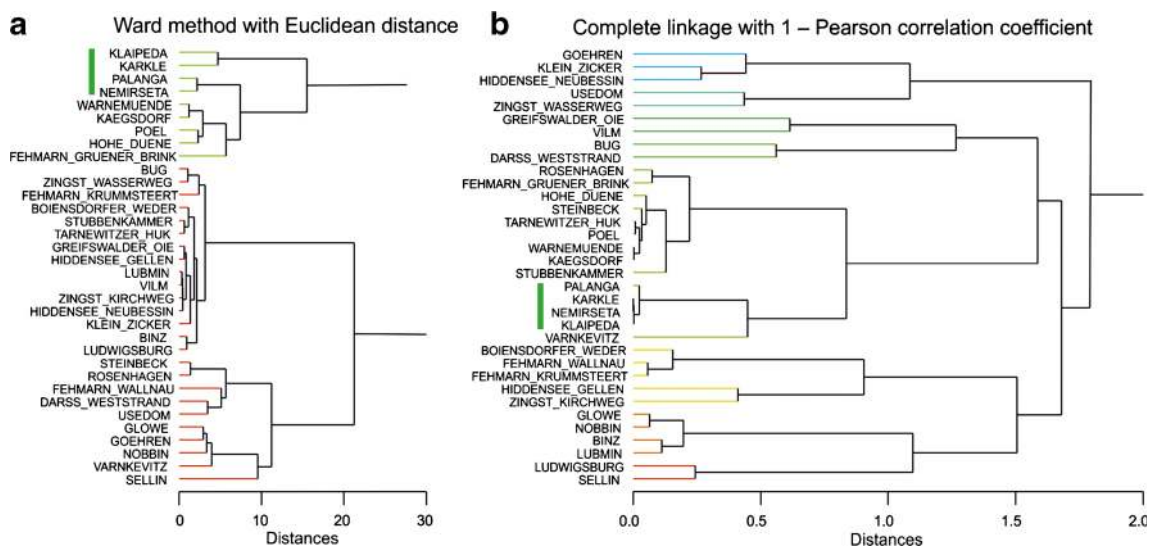 a
Ward method with Euclidean distance
KLAIPEDA
KARKLE
PALANGA
NEMIRSETA
WARNEMUENDE
KAEGSDORF
POEL
HOHE_DUENE
FEHMARN_GRUENER_BRINK
BUG
ZINGST_WASSERWEG
FEHMARN_KRUMMSTEERT
BOIENSDORFER_WEDER
STUBBENKAMMER
TARNEWITZER_HUK
GREIFSWALDER_OIE
HIDDENSEE_GELLEN
LUBMIN
VILM
ZINGST_KIRCHWEG
HIDDENSEE_NEUBESSIN
KLEIN_ZICKER
BINZ
LUDWIGSBURG
STEINBECK
ROSENHAGEN
FEHMARN_WALLNAU
DARSS_WESTSTRAND
USEDOM
GLOWE
GOEHREN
NOBBIN
VARNKEVITZ
SELLIN
0 10 20 30
Distances
b
Complete linkage with 1 – Pearson correlation coefficient
GOEHREN
KLEIN_ZICKER
HIDDENSEE_NEUBESSIN
USEDOM
ZINGST_WASSERWEG
GREIFSWALDER_OIE
VILM
BUG
DARSS_WESTSTRAND
ROSENHAGEN
FEHMARN_GRUENER_BRINK
HOHE_DUENE
STEINBECK
TARNEWITZER_HUK
POEL
WARNEMUENDE
KAEGSDORF
STUBBENKAMMER
PALANGA
KARKLE
NEMIRSETA
KLAIPEDA
VARNKEVITZ
BOIENSDORFER_WEDER
FEHMARN_WALLNAU
FEHMARN_KRUMMSTEERT
HIDDENSEE_GELLEN
ZINGST_KIRCHWEG
GLOWE
NOBBIN
BINZ
LUBMIN
LUDWIGSBURG
SELLIN
0.0 0.5 1.0 1.5 2.0
Distances